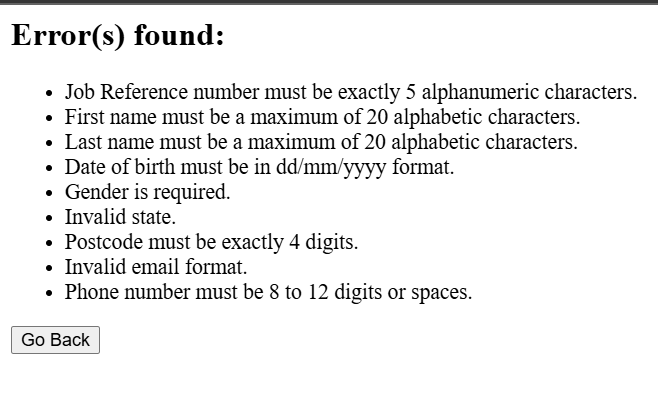 Error(s) found:
Job Reference number must be exactly 5 alphanumeric characters.
First name must be a maximum of 20 alphabetic characters.
Last name must be a maximum of 20 alphabetic characters.
Date of birth must be in dd/mm/yyyy format.
Gender is required.
Invalid state.
Postcode must be exactly 4 digits.
Invalid email format.
Phone number must be 8 to 12 digits or spaces.
Go Back